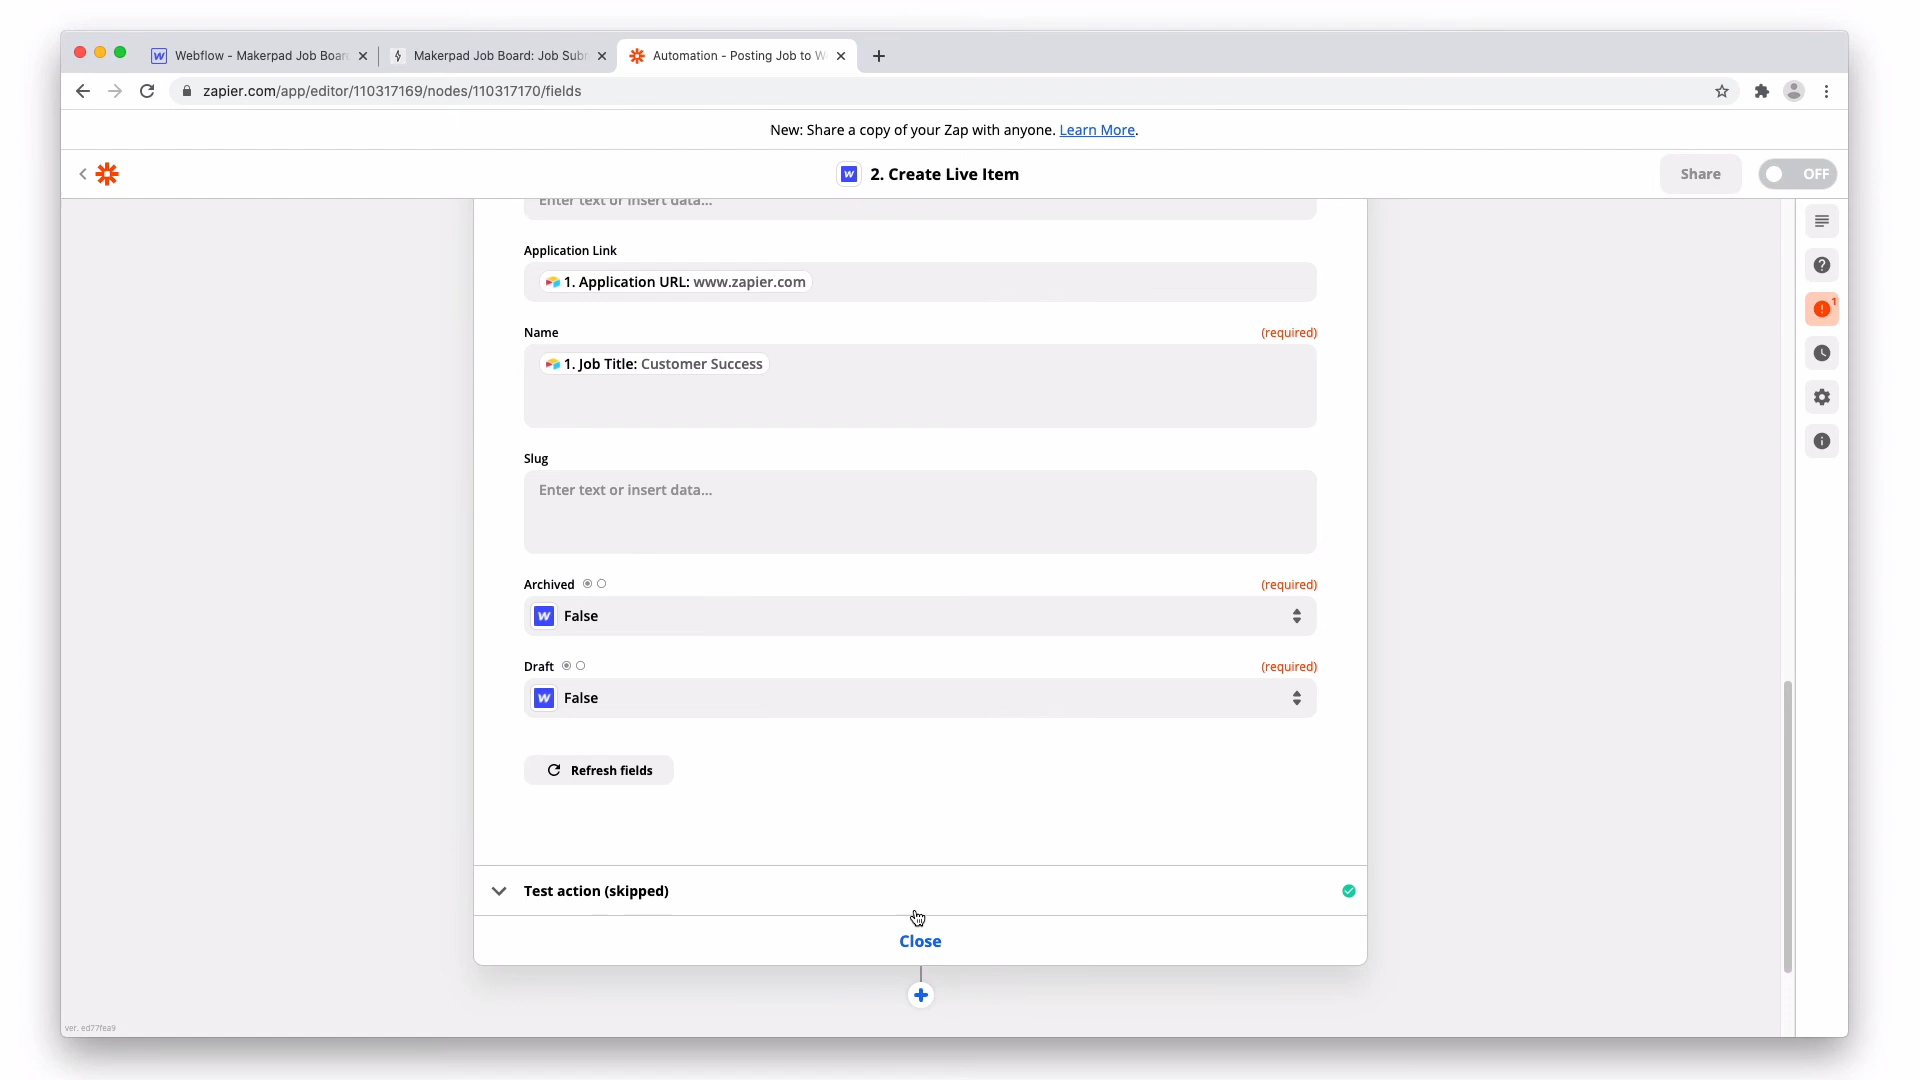 Webflow - Makerpad Job Boar
Makerpad Job Board: Job Sub
Automation - Posting Job to W
zapier.com/app/editor/110317169/nodes/110317170/fields
New: Share a copy of your Zap with anyone. Learn More.
2. Create Live Item
Share
OFF
Enter text or insert data...
Application Link
1. Application URL: www.zapier.com
1
Name
(required)
1. Job Title: Customer Success
Slug
Enter text or insert data...
Archived
(required)
False
Draft
(required)
False
Refresh fields
Test action (skipped)
Close
ver. ed77fea9